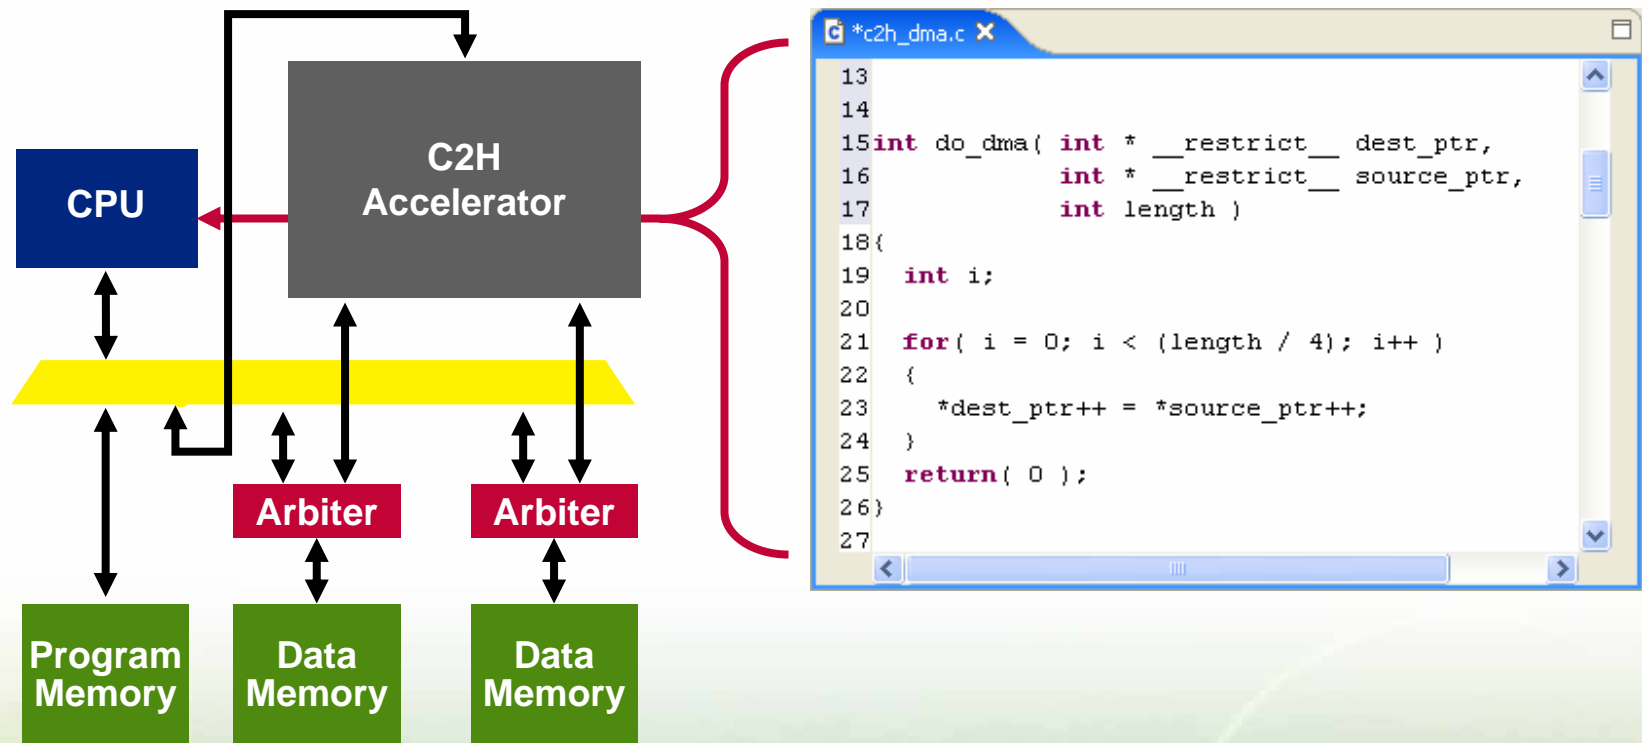 C2H
Accelerator
CPU
Arbiter
Arbiter
Program
Memory
Data
Memory
Data
Memory
*c2h_dma.c
13
14
15int do_dma( int * __restrict__ dest_ptr,
16            int * __restrict__ source_ptr,
17            int length )
18{
19  int i;
20
21  for( i = 0; i < (length / 4); i++ )
22  {
23    *dest_ptr++ = *source_ptr++;
24  }
25  return( 0 );
26}
27